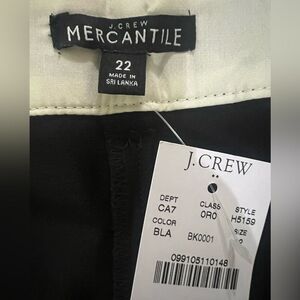 J.CREW
MERCANTILE
22
MADE IN
SRI LANKA
J.CREW
DEPT CLASS STYLE
CA7 0R0 H5159
COLOR SIZE
BLA BK0001
099105110148